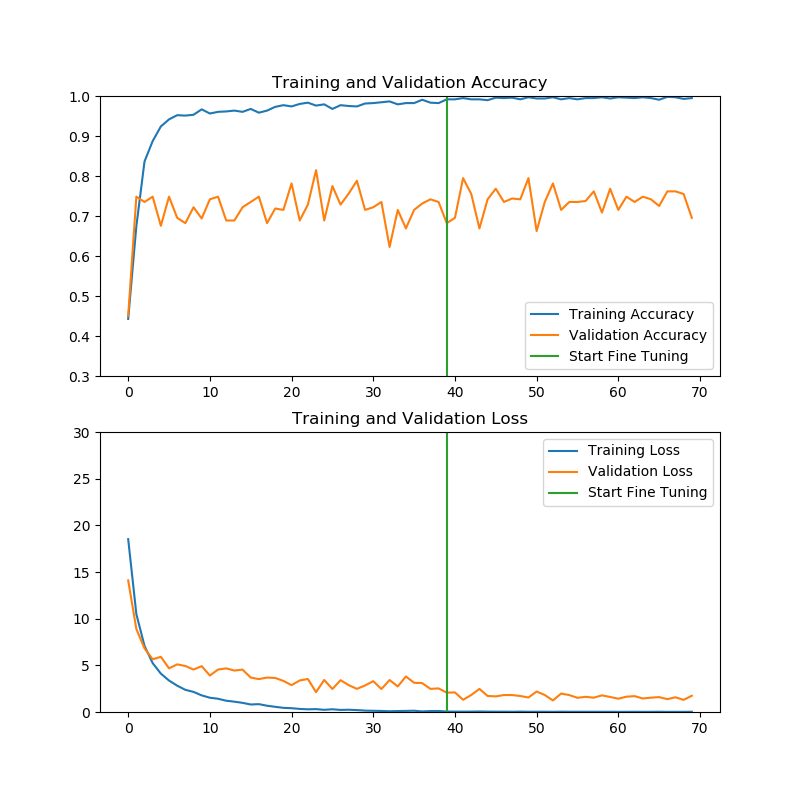 Training and Validation Accuracy
1.0
0.9
0.8
0.7
0.6
0.5
0.4
0.3
Training Accuracy
Validation Accuracy
Start Fine Tuning
0 10 20 30 40 50 60 70
Training and Validation Loss
30
25
20
15
10
5
0
Training Loss
Validation Loss
Start Fine Tuning
0 10 20 30 40 50 60 70